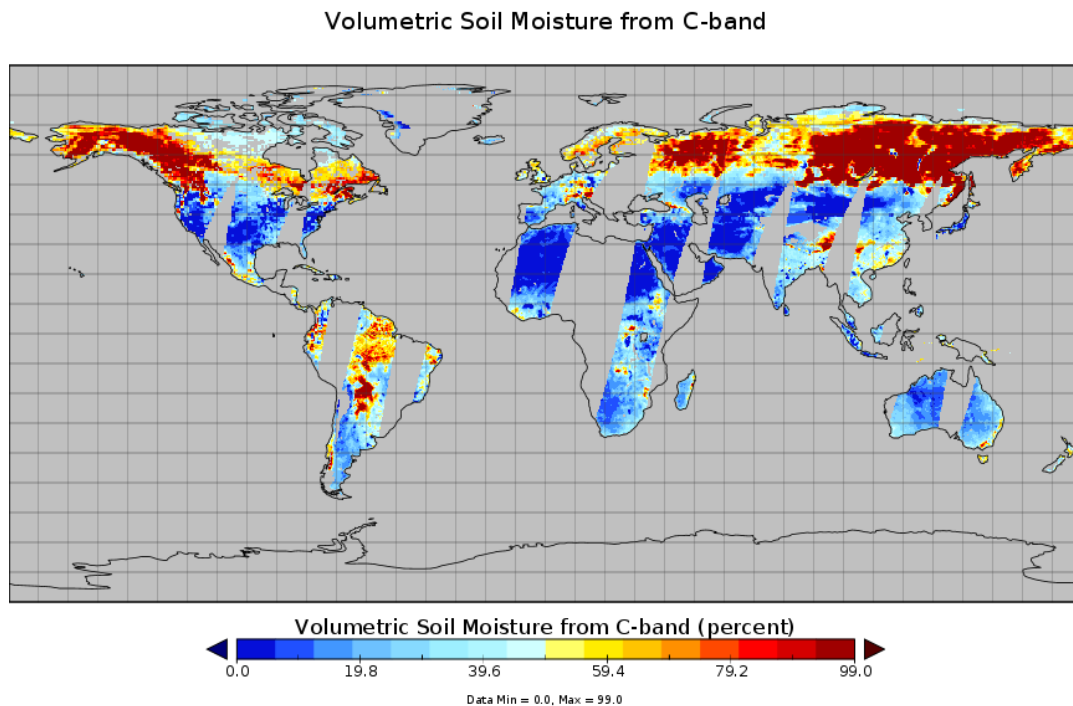 Volumetric Soil Moisture from C-band
Volumetric Soil Moisture from C-band (percent)
0.0 19.8 39.6 59.4 79.2 99.0
Data Min = 0.0, Max = 99.0